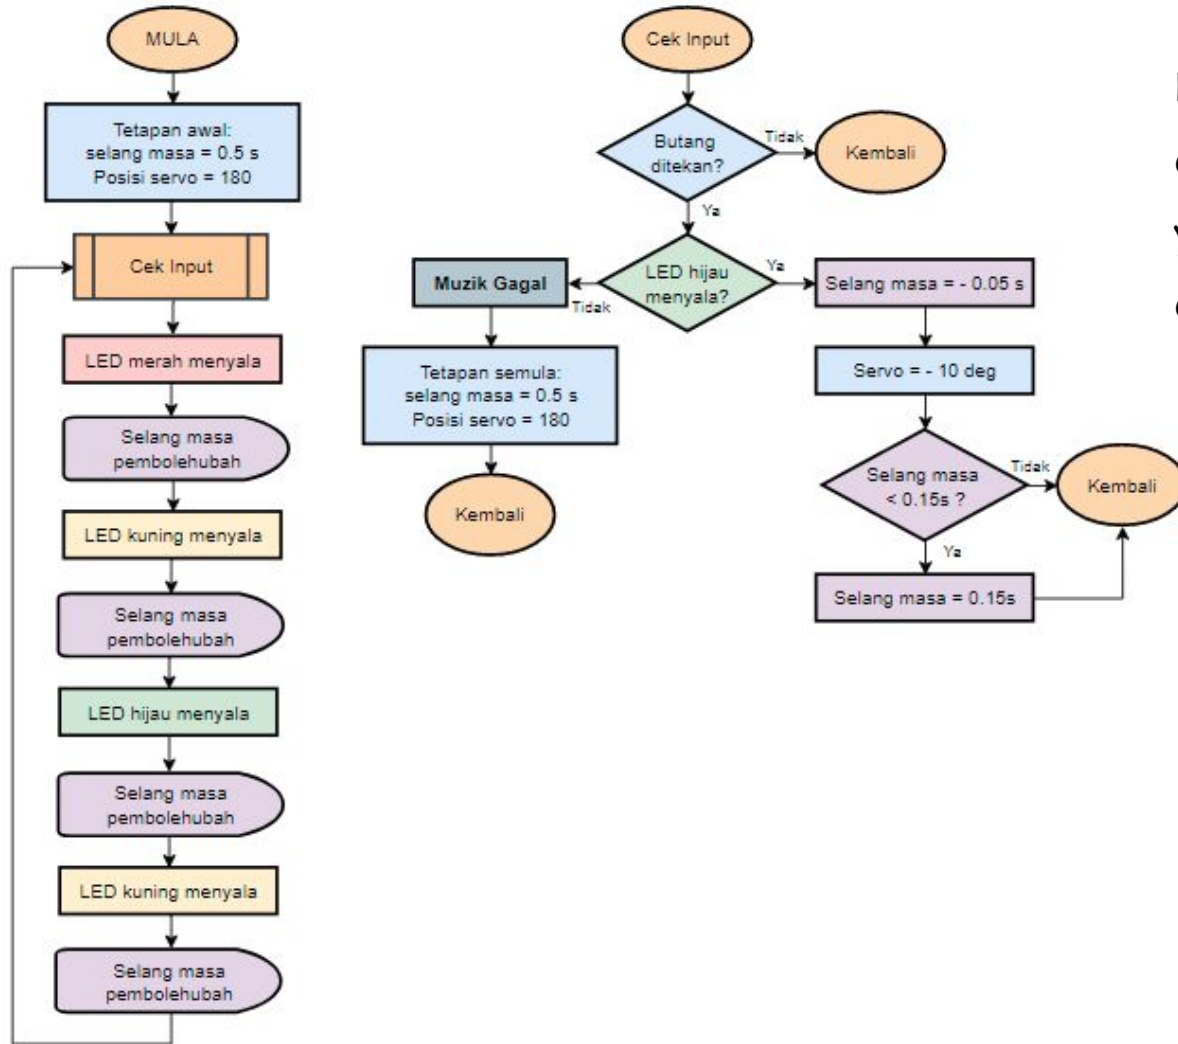 MULA
Tetapan awal:
selang masa = 0.5 s
Posisi servo = 180
Cek Input
LED merah menyala
Selang masa
pembolehubah
LED kuning menyala
Selang masa
pembolehubah
LED hijau menyala
Selang masa
pembolehubah
LED kuning menyala
Selang masa
pembolehubah
Cek Input
Butang
ditekan?
Tidak
Kembali
Ya
LED hijau
menyala?
Tidak
Muzik Gagal
Tetapan semula:
selang masa = 0.5 s
Posisi servo = 180
Kembali
Ya
Selang masa = - 0.05 s
Servo = - 10 deg
Selang masa
< 0.15s ?
Tidak
Kembali
Ya
Selang masa = 0.15s